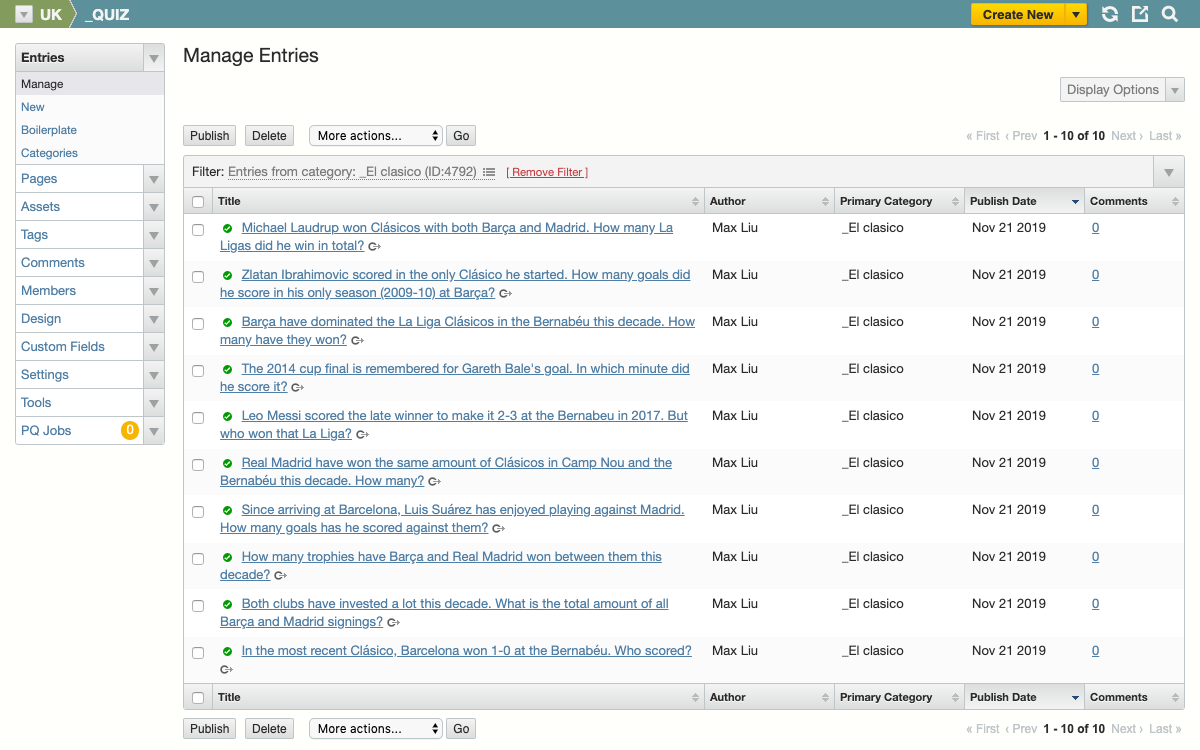 UK _QUIZ Create New
Entries
Manage
New
Boilerplate
Categories
Pages
Assets
Tags
Comments
Members
Design
Custom Fields
Settings
Tools
PQ Jobs 0
Manage Entries
Display Options
Publish Delete More actions... Go « First ‹ Prev 1 - 10 of 10 Next › Last »
Filter: Entries from category: _El clasico (ID:4792) [ Remove Filter ]
Title Author Primary Category Publish Date Comments
Michael Laudrup won Clásicos with both Barça and Madrid. How many La Max Liu _El clasico Nov 21 2019 0
Ligas did he win in total?
Zlatan Ibrahimovic scored in the only Clásico he started. How many goals did Max Liu _El clasico Nov 21 2019 0
he score in his only season (2009-10) at Barça?
Barça have dominated the La Liga Clásicos in the Bernabéu this decade. How Max Liu _El clasico Nov 21 2019 0
many have they won?
The 2014 cup final is remembered for Gareth Bale's goal. In which minute did Max Liu _El clasico Nov 21 2019 0
he score it?
Leo Messi scored the late winner to make it 2-3 at the Bernabeu in 2017. But Max Liu _El clasico Nov 21 2019 0
who won that La Liga?
Real Madrid have won the same amount of Clásicos in Camp Nou and the Max Liu _El clasico Nov 21 2019 0
Bernabéu this decade. How many?
Since arriving at Barcelona, Luis Suárez has enjoyed playing against Madrid. Max Liu _El clasico Nov 21 2019 0
How many goals has he scored against them?
How many trophies have Barça and Real Madrid won between them this Max Liu _El clasico Nov 21 2019 0
decade?
Both clubs have invested a lot this decade. What is the total amount of all Max Liu _El clasico Nov 21 2019 0
Barça and Madrid signings?
In the most recent Clásico, Barcelona won 1-0 at the Bernabéu. Who scored? Max Liu _El clasico Nov 21 2019 0
Title Author Primary Category Publish Date Comments
Publish Delete More actions... Go « First ‹ Prev 1 - 10 of 10 Next › Last »